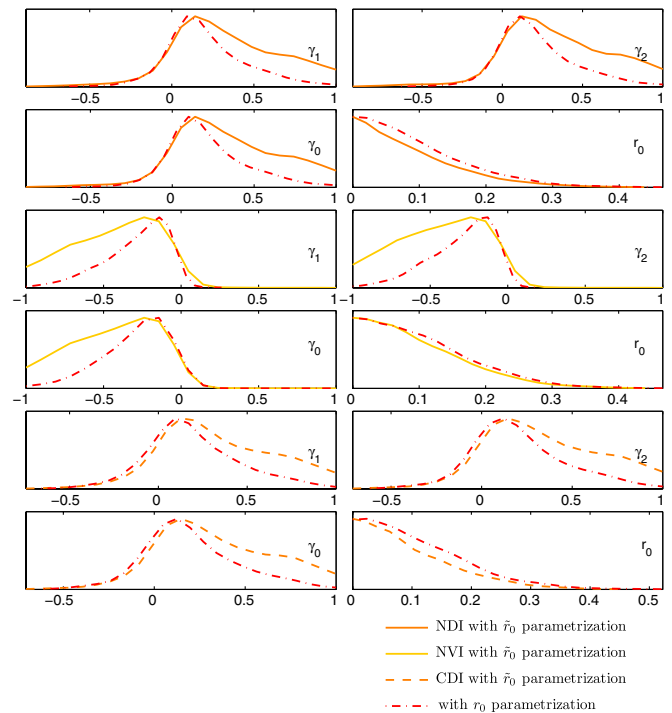 γ1
−0.5 0 0.5 1
γ2
−0.5 0 0.5 1
γ0
−0.5 0 0.5 1
r0
0 0.1 0.2 0.3 0.4
γ1
−1 −0.5 0 0.5 1
γ2
−1 −0.5 0 0.5 1
γ0
−1 −0.5 0 0.5 1
r0
0 0.1 0.2 0.3 0.4
γ1
−0.5 0 0.5 1
γ2
−0.5 0 0.5 1
γ0
−0.5 0 0.5 1
r0
0 0.1 0.2 0.3 0.4 0.5
NDI with r̃0 parametrization
NVI with r̃0 parametrization
CDI with r̃0 parametrization
with r0 parametrization